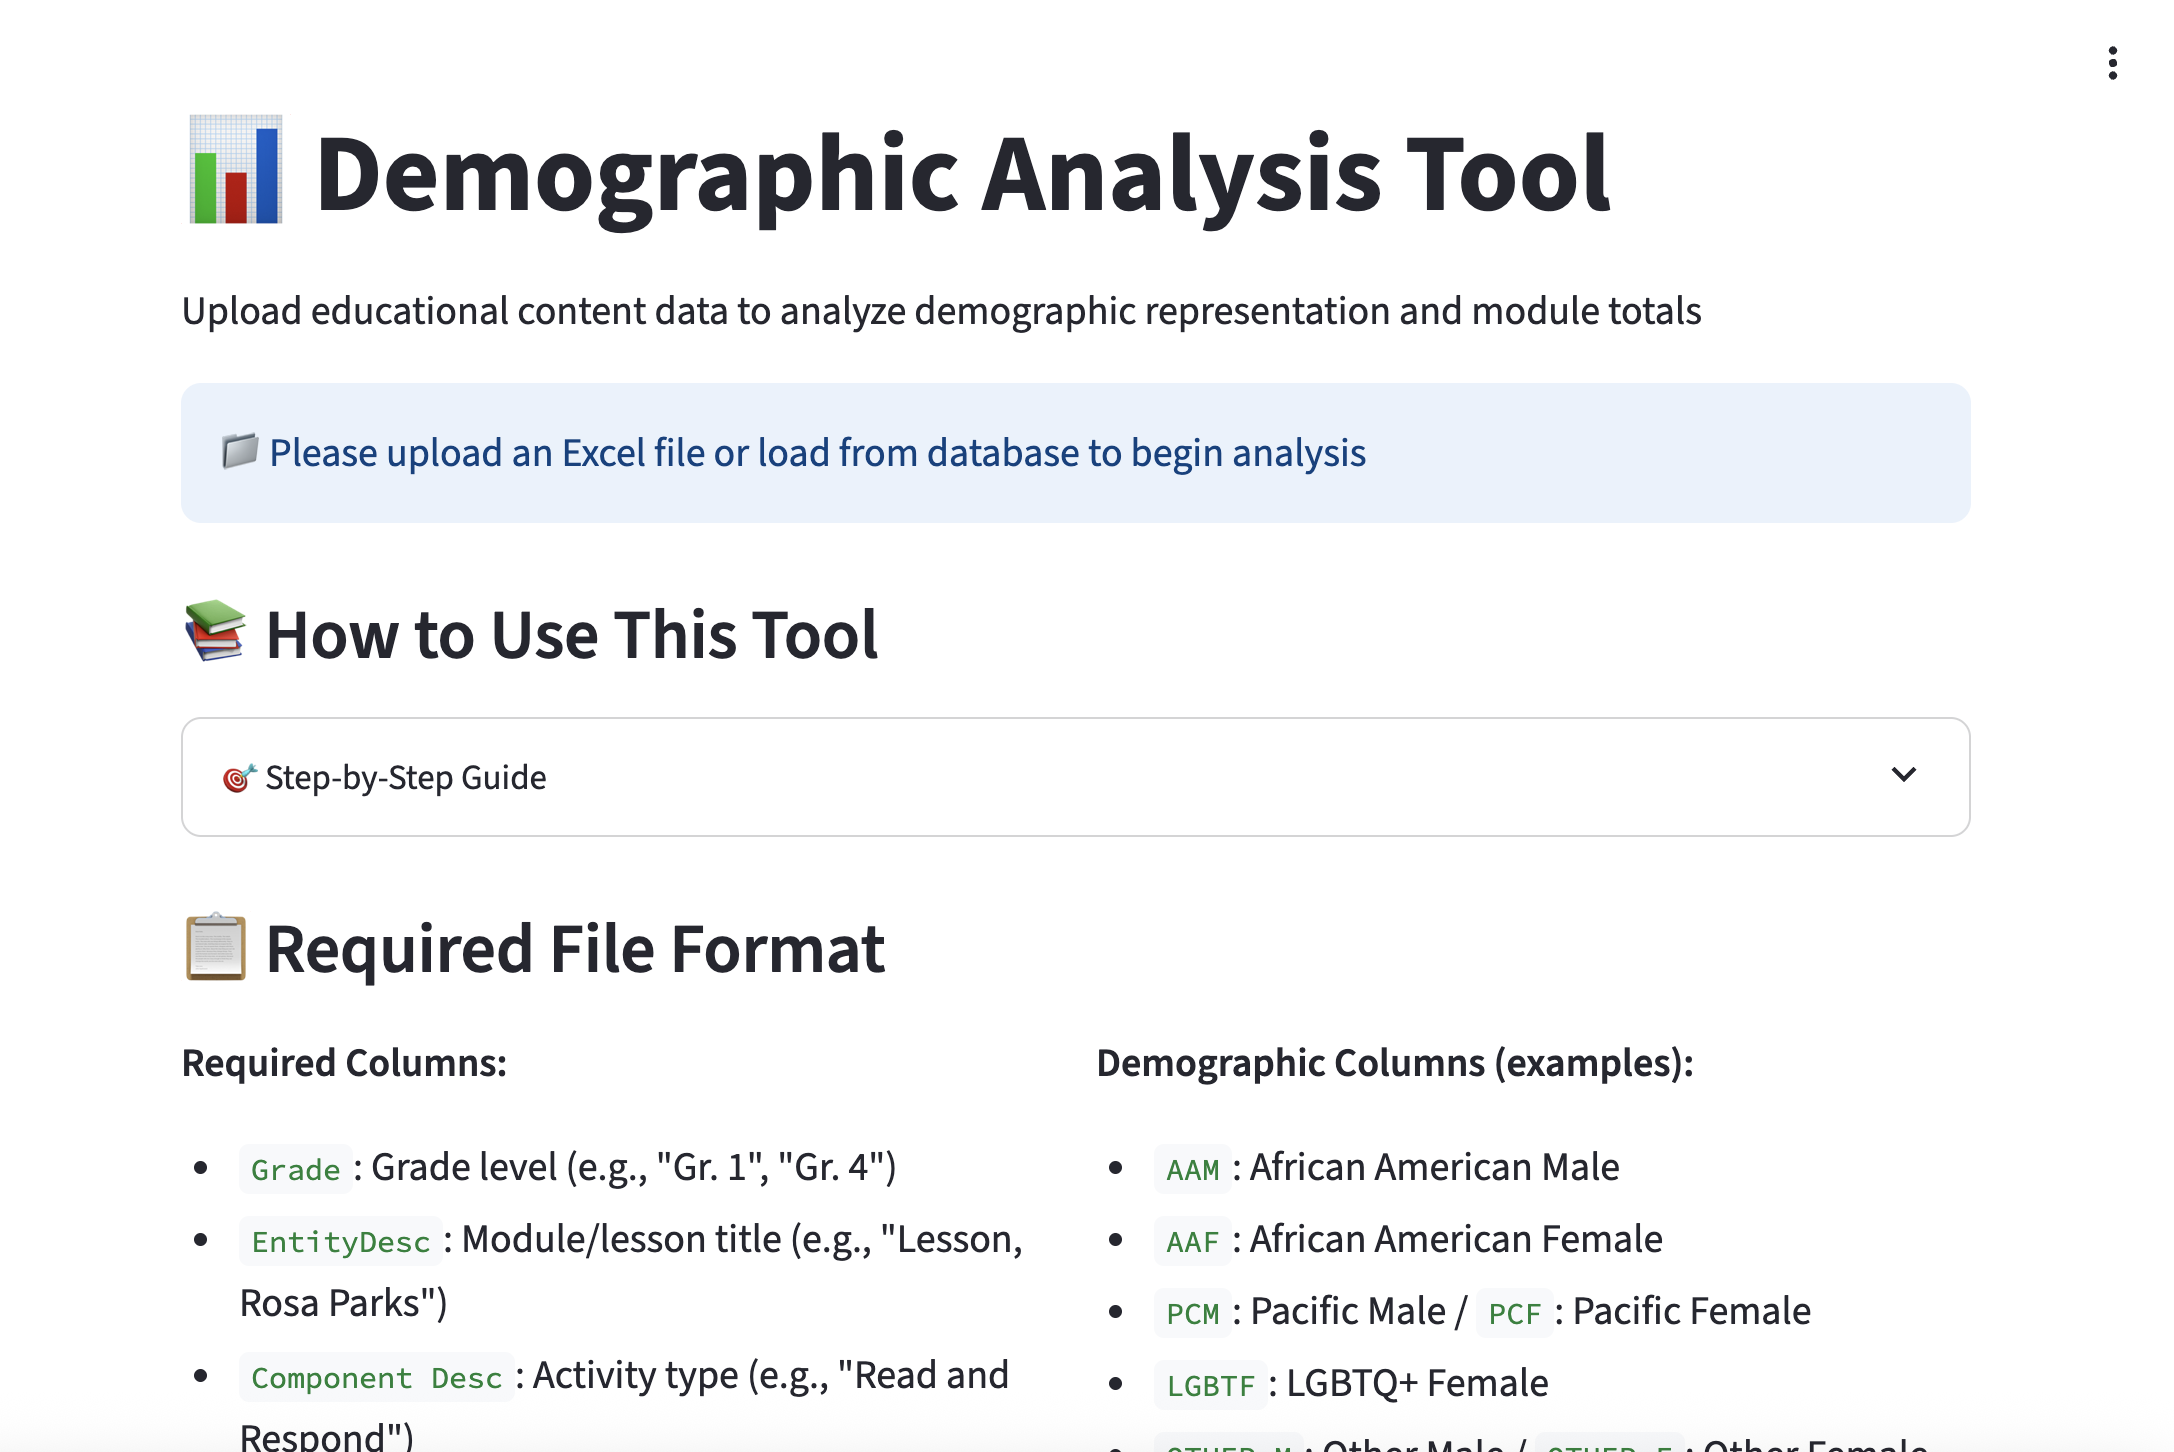 Demographic Analysis Tool
Upload educational content data to analyze demographic representation and module totals
Please upload an Excel file or load from database to begin analysis
How to Use This Tool
Step-by-Step Guide
Required File Format
Required Columns:
Grade : Grade level (e.g., "Gr. 1", "Gr. 4")
EntityDesc : Module/lesson title (e.g., "Lesson,
Rosa Parks")
Component Desc : Activity type (e.g., "Read and
Respond")
Demographic Columns (examples):
AAM : African American Male
AAF : African American Female
PCM : Pacific Male / PCF : Pacific Female
LGBTF : LGBTQ+ Female
OTHER M : Other Male / OTHER F : Other Female